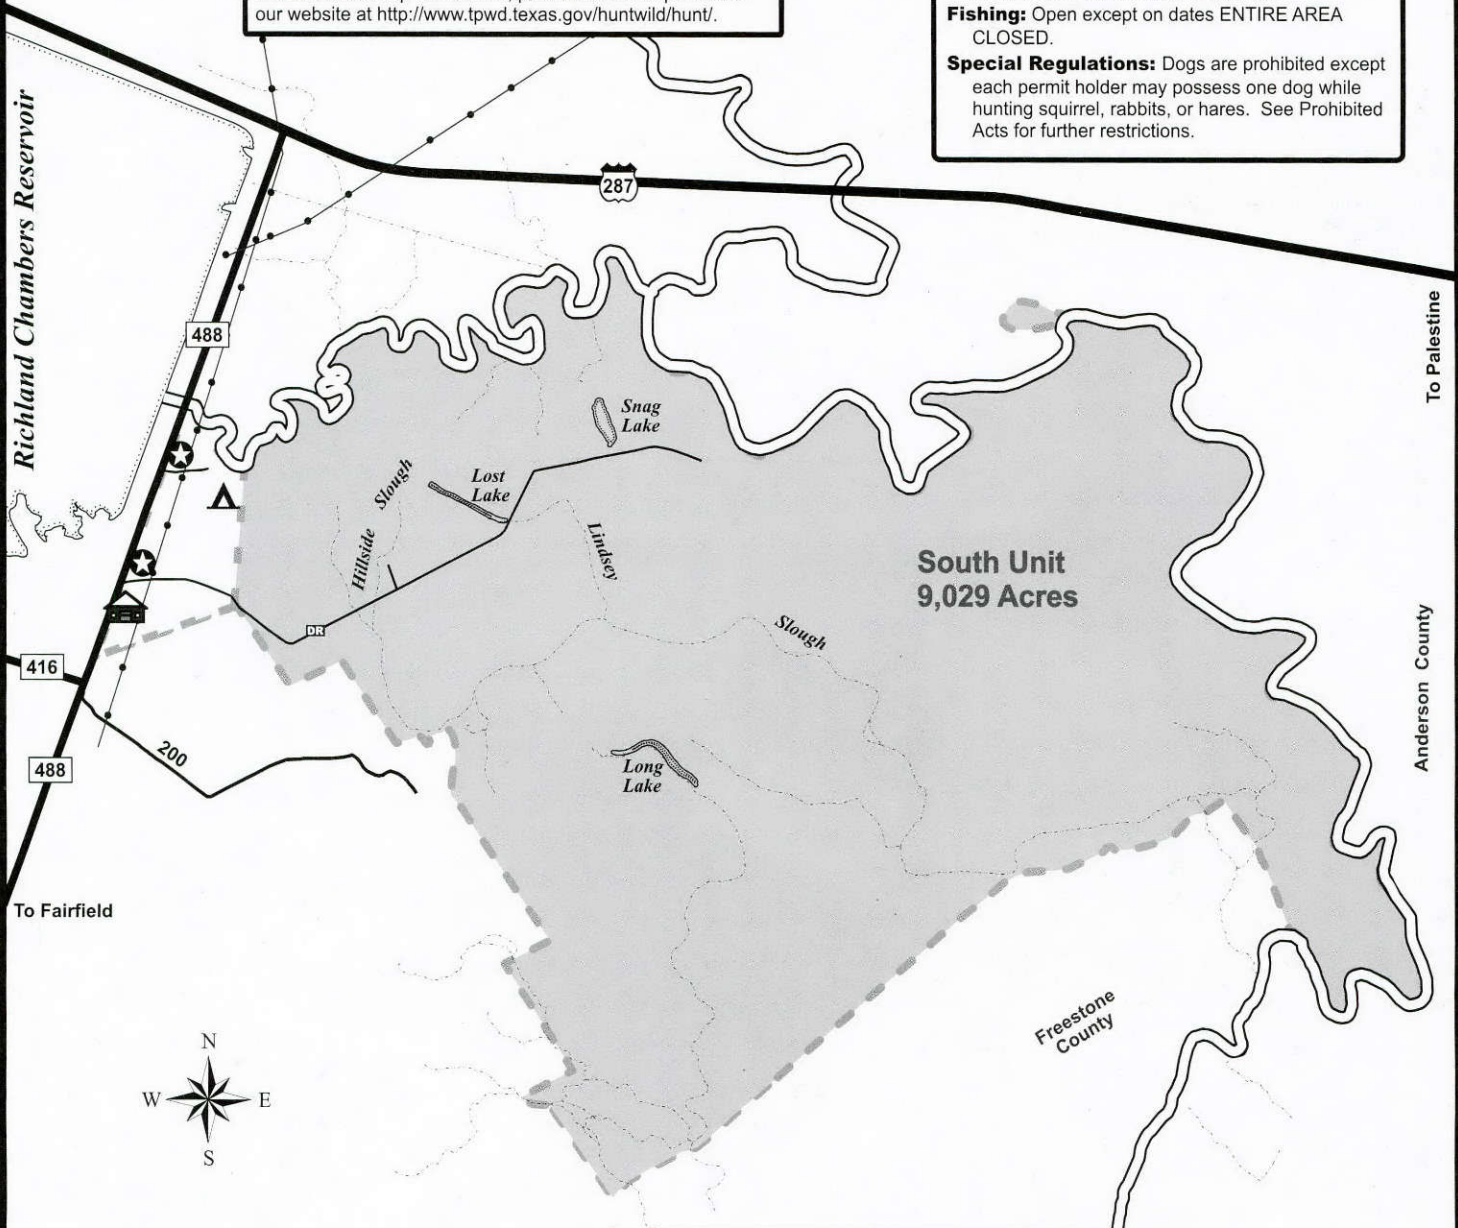 our website at http://www.tpwd.texas.gov/huntwild/hunt/.
Fishing: Open except on dates ENTIRE AREA
CLOSED.
Special Regulations: Dogs are prohibited except
each permit holder may possess one dog while
hunting squirrel, rabbits, or hares. See Prohibited
Acts for further restrictions.
Richland Chambers Reservoir
287
488
To Palestine
Snag
Lake
Lost
Lake
Slough
Hillside
Lindsey
South Unit
9,029 Acres
DR
Slough
416
Anderson County
200
488
Long
Lake
To Fairfield
Freestone
County
N
W
E
S